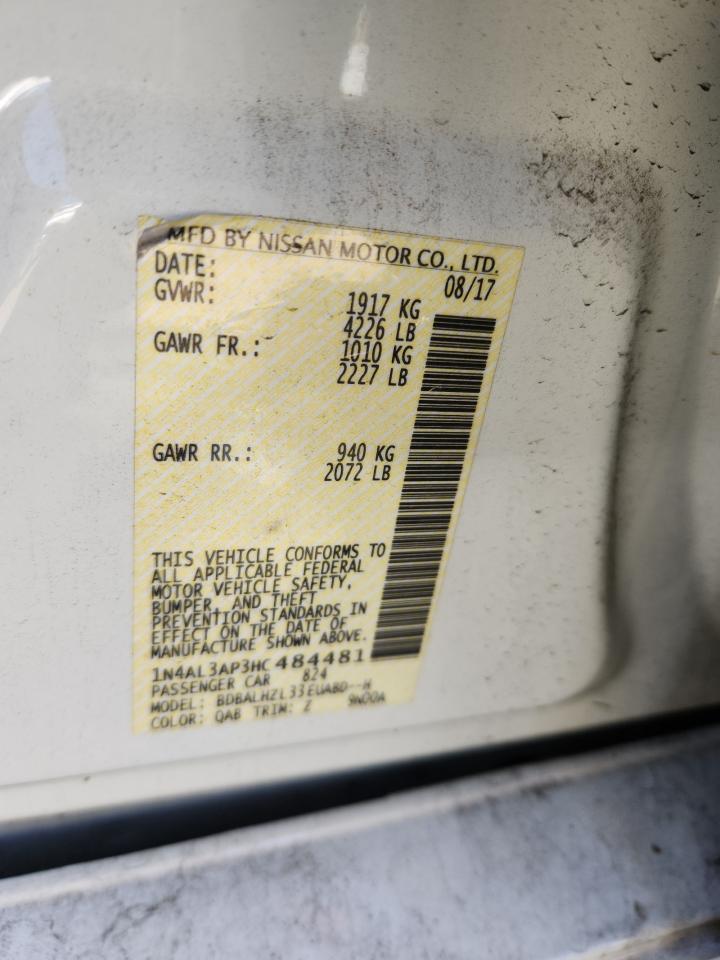 MFD BY NISSAN MOTOR CO., LTD.
DATE: 08/17
GVWR: 1917 KG
4226 LB
GAWR FR.: 1010 KG
2227 LB
GAWR RR.: 940 KG
2072 LB
THIS VEHICLE CONFORMS TO
ALL APPLICABLE FEDERAL
MOTOR VEHICLE SAFETY,
BUMPER, AND THEFT
PREVENTION STANDARDS IN
EFFECT ON THE DATE OF
MANUFACTURE SHOWN ABOVE.
1N4AL3AP3HC484481
PASSENGER CAR 824
MODEL: BDBALHZL33EUABD--H
COLOR: QAB TRIM: Z 9N00A